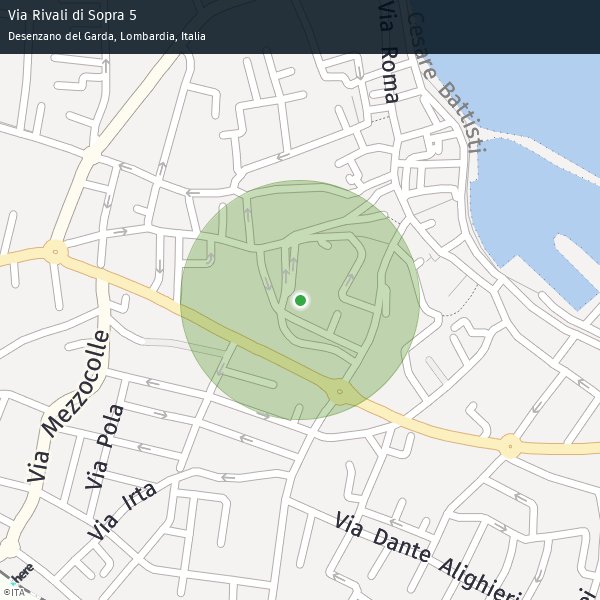 Via Rivali di Sopra 5
Desenzano del Garda, Lombardia, Italia
Via Roma
Cesare Battisti
Via Mezzocolle
Via Pola
Via Irta
Via Dante Alighieri
here
©ITA